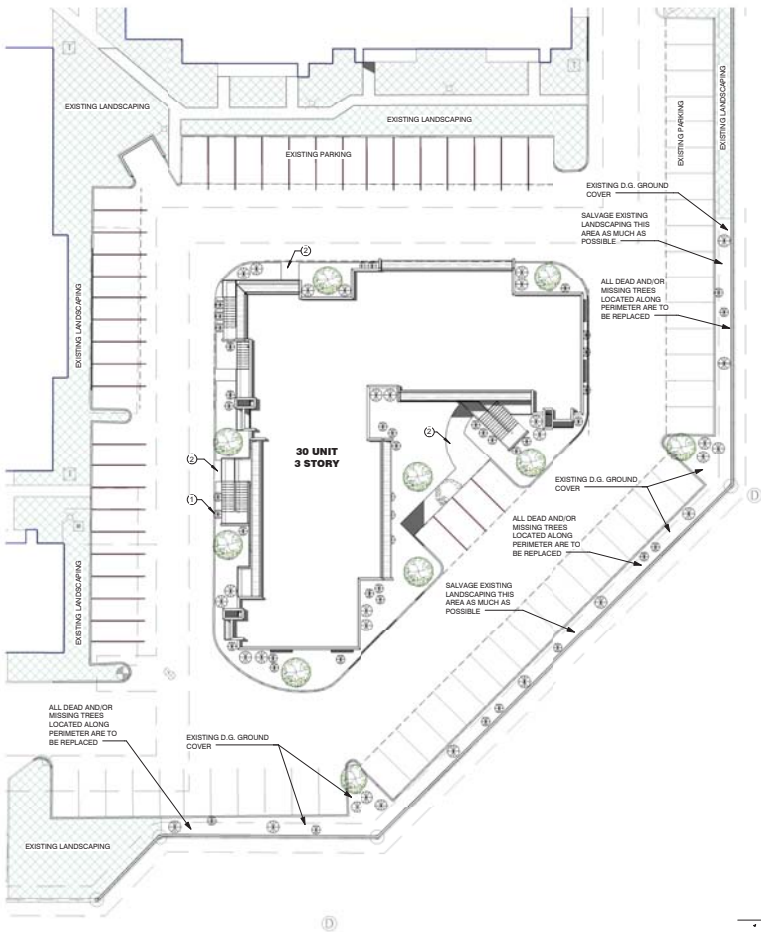 EXISTING LANDSCAPING
EXISTING LANDSCAPING
EXISTING PARKING
EXISTING PARKING
EXISTING LANDSCAPING
EXISTING D.G. GROUND
COVER
SALVAGE EXISTING
LANDSCAPING THIS
AREA AS MUCH AS
POSSIBLE
ALL DEAD AND/OR
MISSING TREES
LOCATED ALONG
PERIMETER ARE TO
BE REPLACED
EXISTING LANDSCAPING
2
30 UNIT
3 STORY
2
2
1
EXISTING D.G. GROUND
COVER
ALL DEAD AND/OR
MISSING TREES
LOCATED ALONG
PERIMETER ARE TO
BE REPLACED
SALVAGE EXISTING
LANDSCAPING THIS
AREA AS MUCH AS
POSSIBLE
EXISTING LANDSCAPING
ALL DEAD AND/OR
MISSING TREES
LOCATED ALONG
PERIMETER ARE TO
BE REPLACED
EXISTING D.G. GROUND
COVER
EXISTING LANDSCAPING
T
T
T
D
D